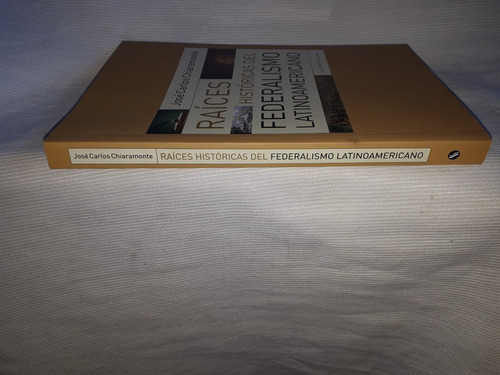 José Carlos Chiaramonte
RAÍCES
HISTÓRICAS DEL
FEDERALISMO
LATINOAMERICANO
José Carlos Chiaramonte RAÍCES HISTÓRICAS DEL FEDERALISMO LATINOAMERICANO